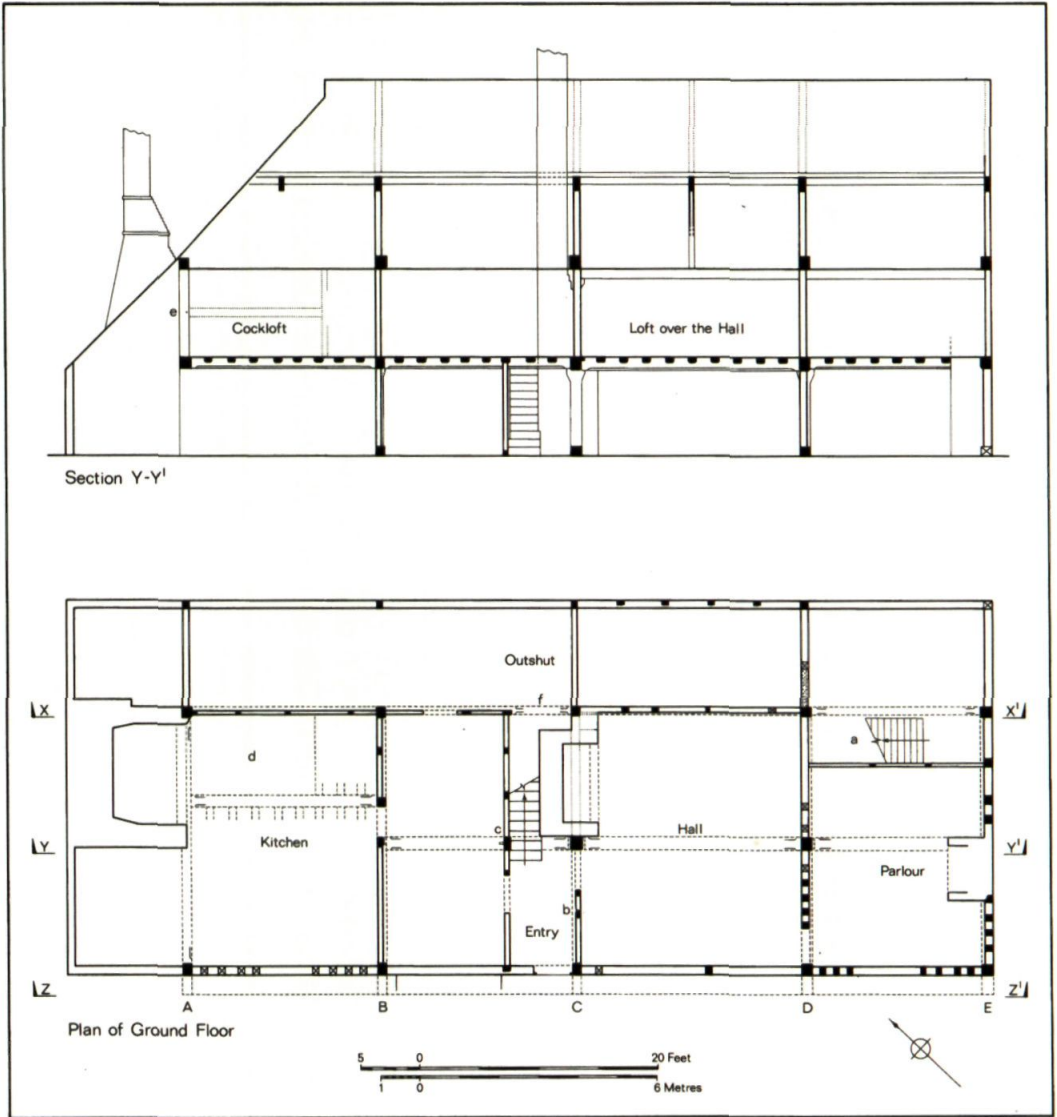 e
Cockloft
Loft over the Hall
Section Y-Y¹
Outshut
f
X
X¹
a
d
c
Y
Kitchen
Hall
Y¹
Parlour
b
Entry
Z
Z¹
A
B
C
D
E
Plan of Ground Floor
5 0 20 Feet
1 0 6 Metres